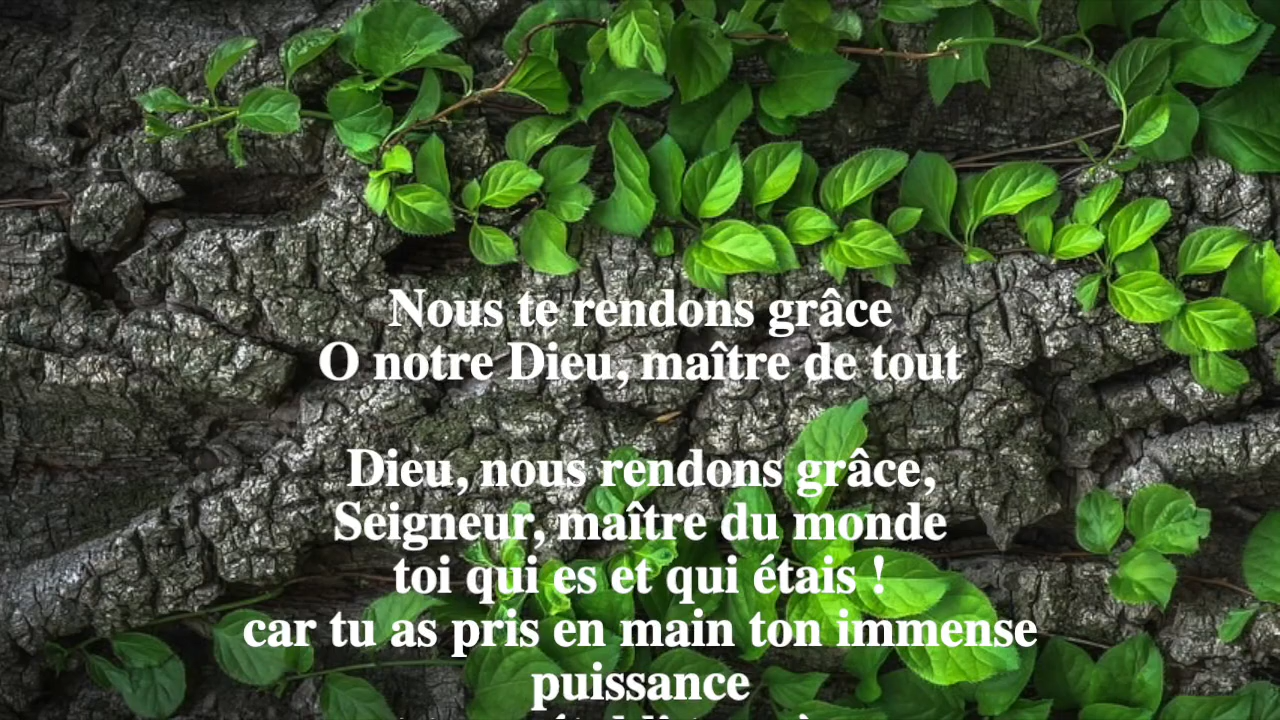 Nous te rendons grâce
O notre Dieu, maître de tout
Dieu, nous rendons grâce,
Seigneur, maître du monde
toi qui es et qui étais !
car tu as pris en main ton immense
puissance